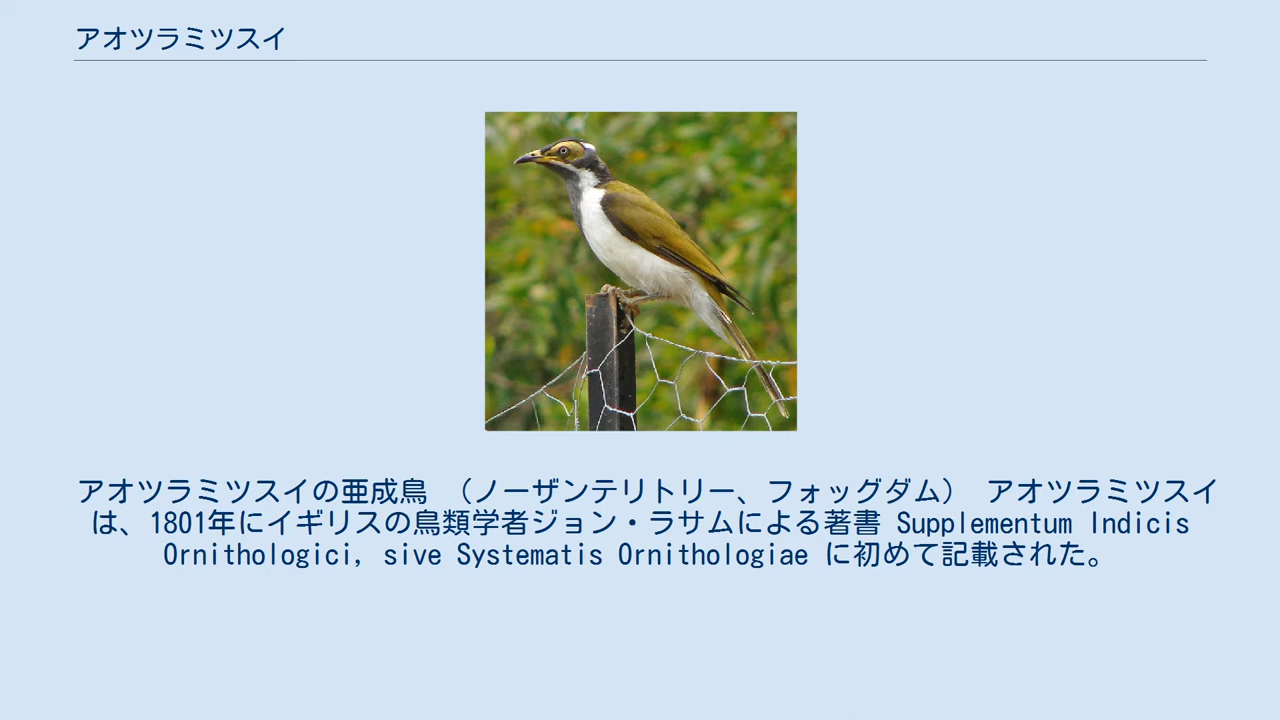 アオツラミツスイ
アオツラミツスイの亜成鳥 （ノーザンテリトリー、フォッグダム） アオツラミツスイ
は、1801年にイギリスの鳥類学者ジョン・ラサムによる著書 Supplementum Indicis
Ornithologici, sive Systematis Ornithologiae に初めて記載された。